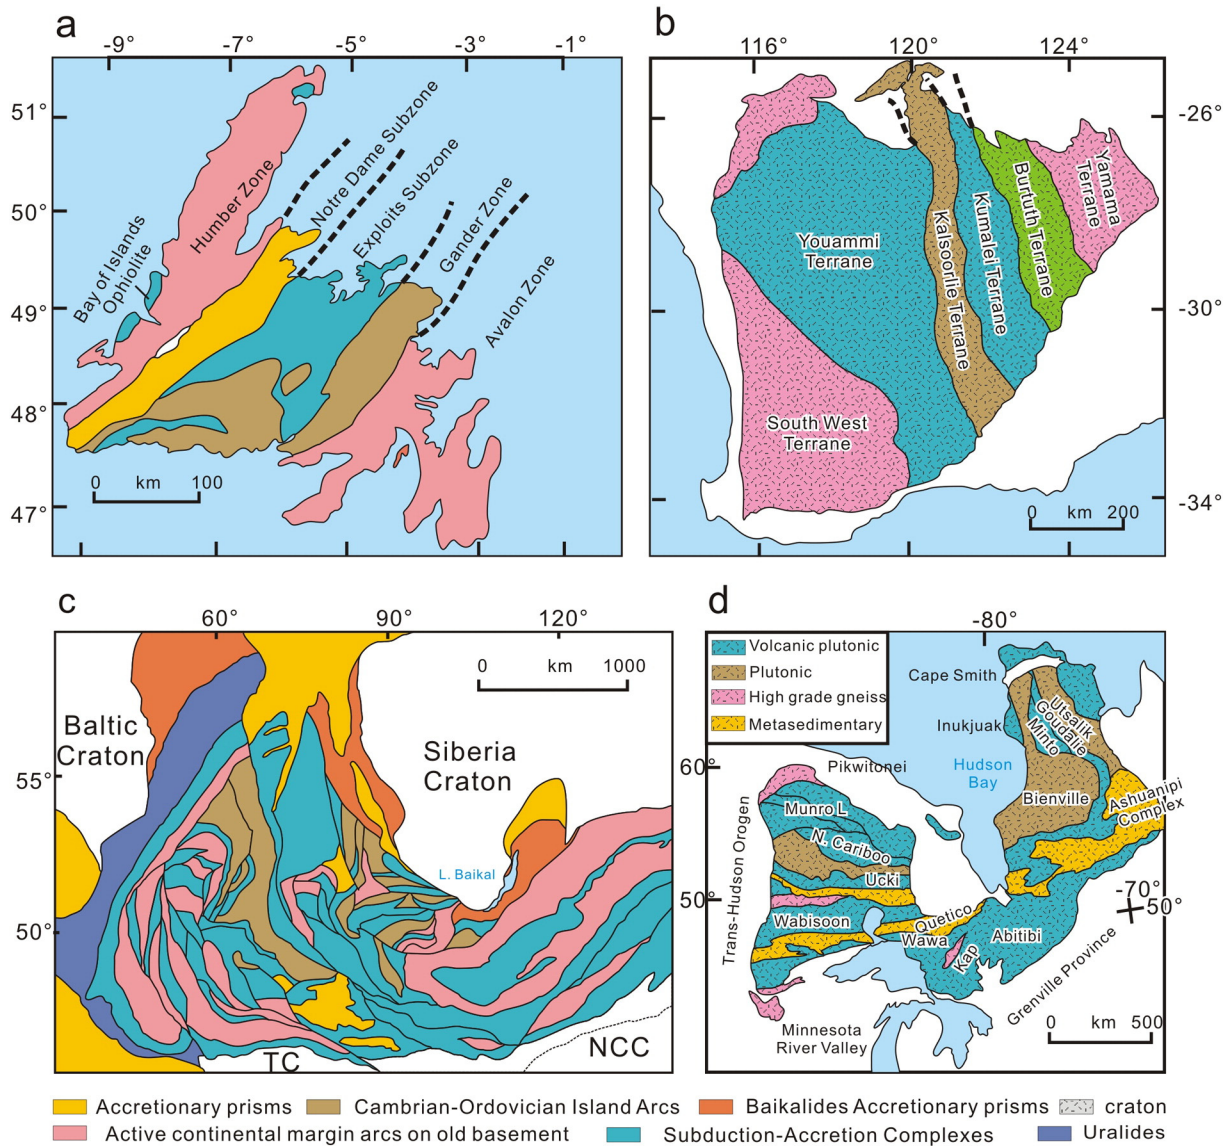 a
-9°
-7°
-5°
-3°
-1°
51°
50°
49°
48°
47°
Bay of Islands
Ophiolite
Humber Zone
Notre Dame Subzone
Exploits Subzone
Gander Zone
Avalon Zone
0 km 100
b
116°
120°
124°
-26°
-30°
-34°
Youammi
Terrane
South West
Terrane
Kalsoorlie Terrane
Kumalei Terrane
Burtuth Terrane
Yamama
Terrane
0 km 200
c
60°
90°
120°
55°
50°
0 km 1000
Baltic
Craton
Siberia
Craton
L. Baikal
TC
NCC
d
-80°
Volcanic plutonic
Plutonic
High grade gneiss
Metasedimentary
Cape Smith
Inukjuak
Hudson
Bay
Utsalik
Goudalie
Minto
Bienville
Ashuanipi
Complex
60°
50°
Pikwitonei
Trans-Hudson Orogen
Munro L
N. Cariboo
Ucki
Wabisoon
Quetico
Wawa
Kap
Abitibi
-70°
50°
Grenville Province
Minnesota
River Valley
0 km 500
Accretionary prisms
Cambrian-Ordovician Island Arcs
Baikalides Accretionary prisms
craton
Active continental margin arcs on old basement
Subduction-Accretion Complexes
Uralides